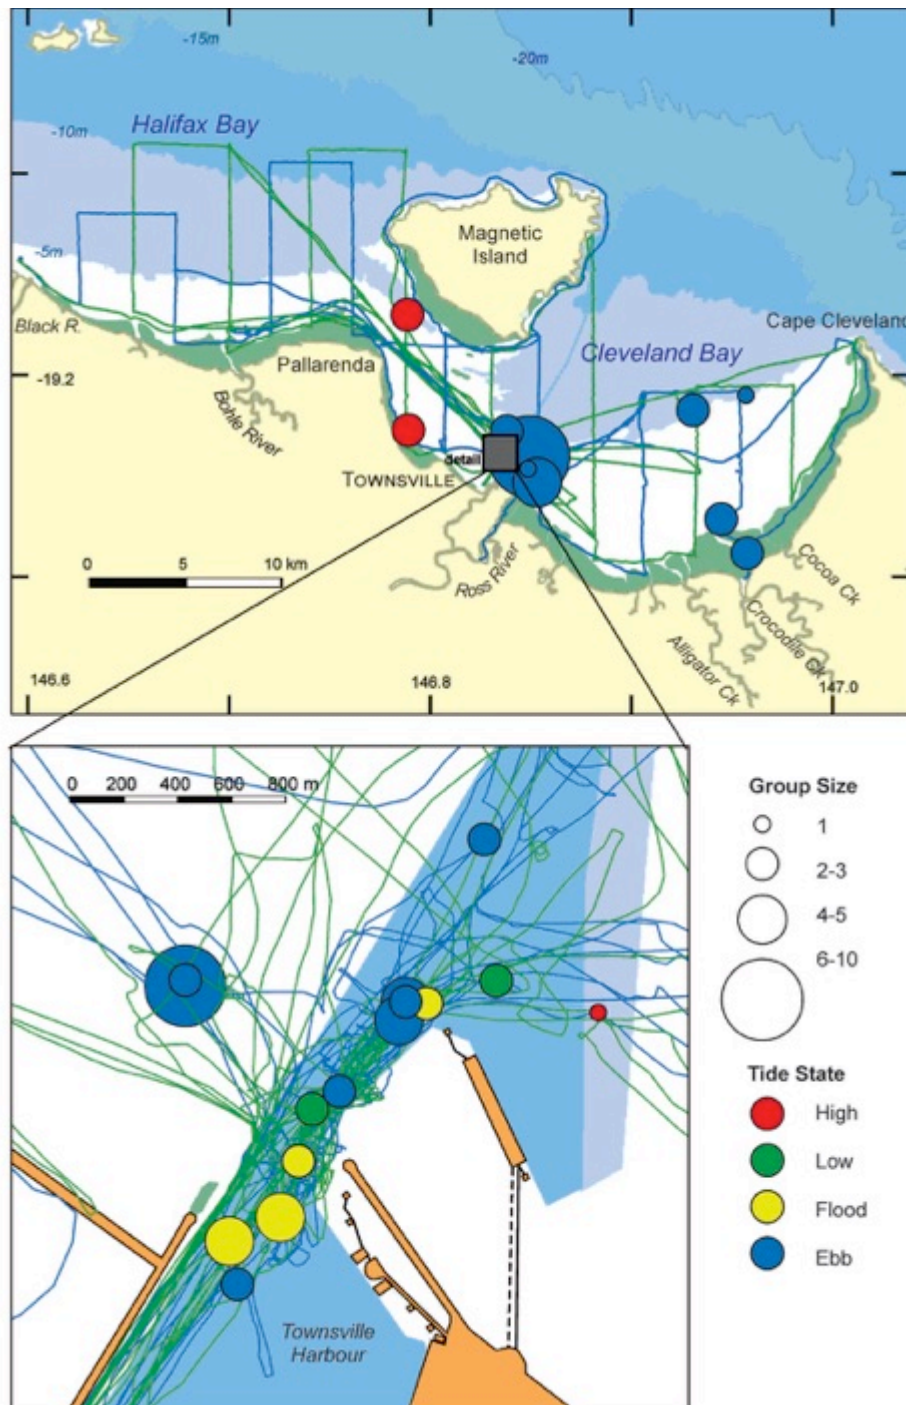 -15m
-20m
-10m
Halifax Bay
Magnetic
Island
-5m
Black R.
Cape Cleveland
Pallarenda
Cleveland Bay
-19.2
Bohle River
detail
TOWNSVILLE
0 5 10 km
Ross River
Cocoa Ck
Crocodile Ck
Alligator Ck
146.6
146.8
147.0
0 200 400 600 800 m
Group Size
1
2-3
4-5
6-10
Tide State
High
Low
Flood
Ebb
Townsville
Harbour